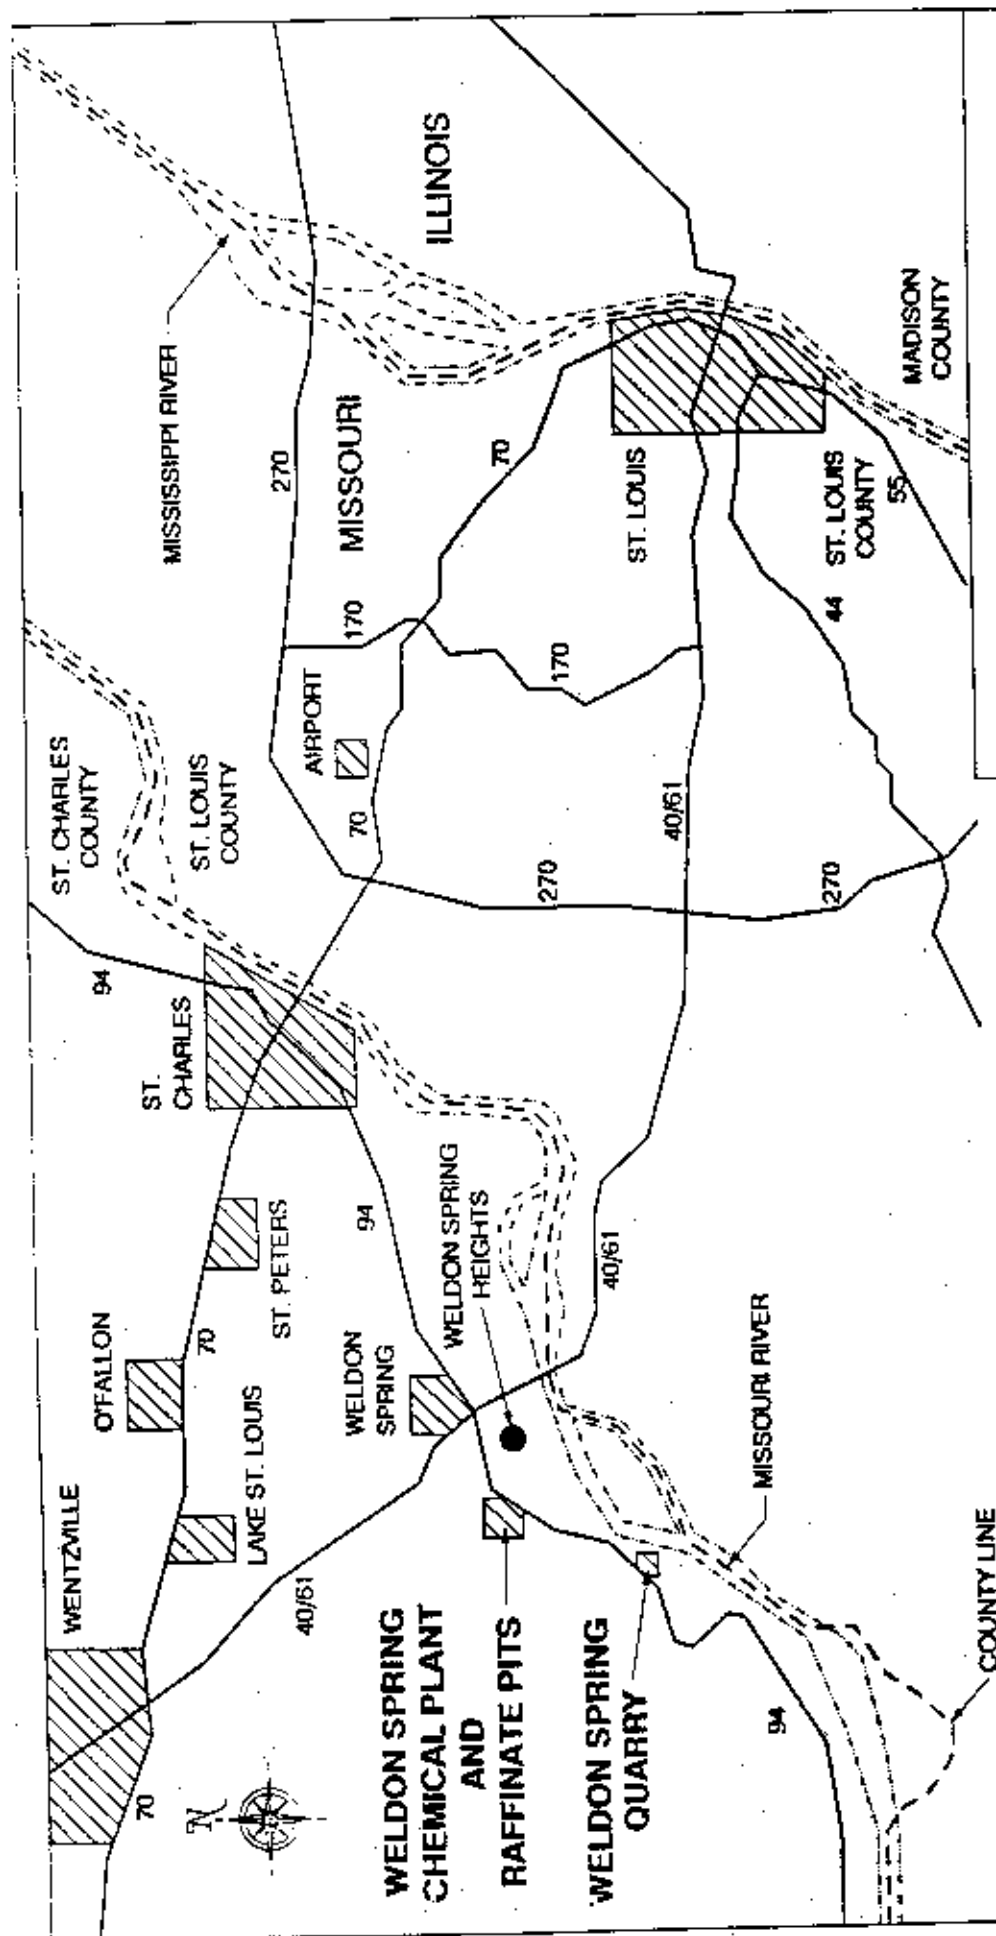 WENTZVILLE
O'FALLON
LAKE ST. LOUIS
ST. PETERS
ST.
CHARLES
ST. CHARLES
COUNTY
ST. LOUIS
COUNTY
MISSISSIPPI RIVER
70
70
94
270
AIRPORT
170
MISSOURI
ILLINOIS
40/61
WELDON
SPRING
94
WELDON SPRING
HEIGHTS
70
70
N
WELDON SPRING
CHEMICAL PLANT
AND
RAFFINATE PITS
WELDON SPRING
QUARRY
40/61
270
170
40/61
ST. LOUIS
94
MISSOURI RIVER
270
44
ST. LOUIS
COUNTY
55
MADISON
COUNTY
COUNTY LINE